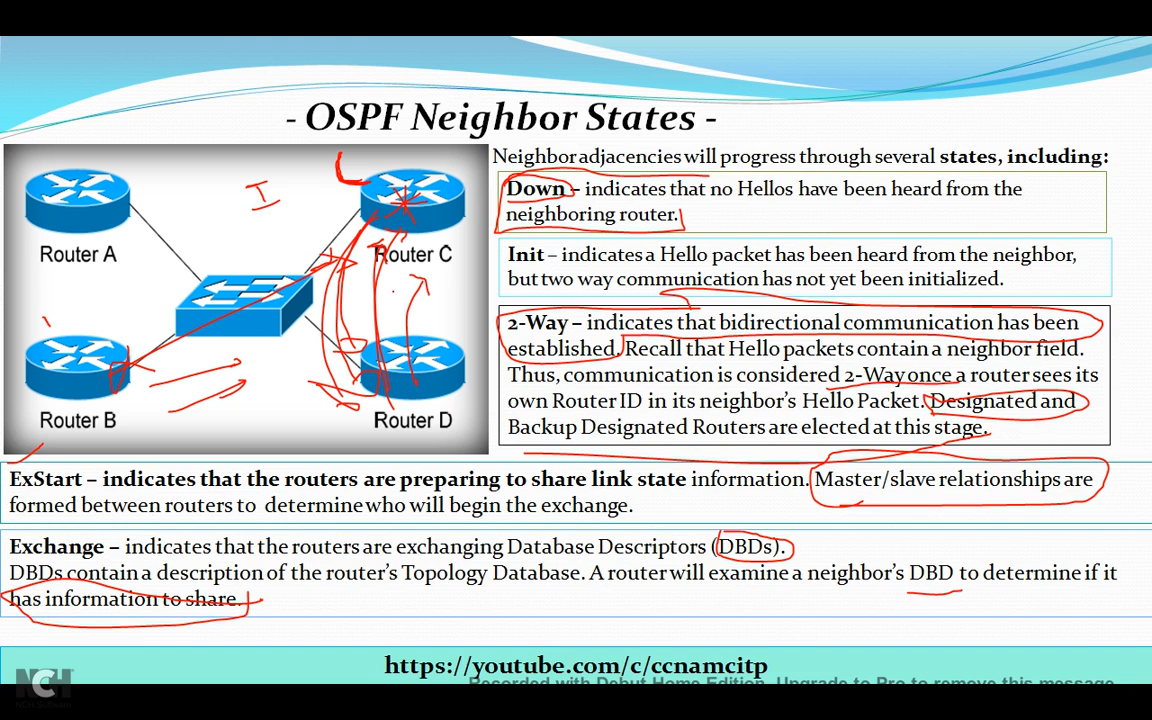 - OSPF Neighbor States -
Neighbor adjacencies will progress through several states, including:
Down – indicates that no Hellos have been heard from the
neighboring router.
Router A
Router C
Init – indicates a Hello packet has been heard from the neighbor,
but two way communication has not yet been initialized.
2-Way – indicates that bidirectional communication has been
established. Recall that Hello packets contain a neighbor field.
Thus, communication is considered 2-Way once a router sees its
own Router ID in its neighbor's Hello Packet. Designated and
Backup Designated Routers are elected at this stage.
Router B
Router D
ExStart – indicates that the routers are preparing to share link state information. Master/slave relationships are
formed between routers to determine who will begin the exchange.
Exchange – indicates that the routers are exchanging Database Descriptors (DBDs).
DBDs contain a description of the router's Topology Database. A router will examine a neighbor's DBD to determine if it
has information to share.
https://youtube.com/c/ccnamcitp
NCH
NCH Software
Recorded with Debut Home Edition. Upgrade to Pro to remove this message